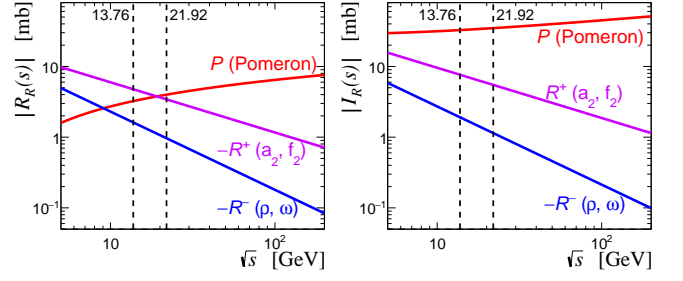 13.76 21.92
|R_R(s)| [mb]
P (Pomeron)
10
1
−R⁺ (a₂, f₂)
−R⁻ (ρ, ω)
10⁻¹
10 10²
√s [GeV]
13.76 21.92
|I_R(s)| [mb]
P (Pomeron)
10
R⁺ (a₂, f₂)
1
−R⁻ (ρ, ω)
10⁻¹
10 10²
√s [GeV]